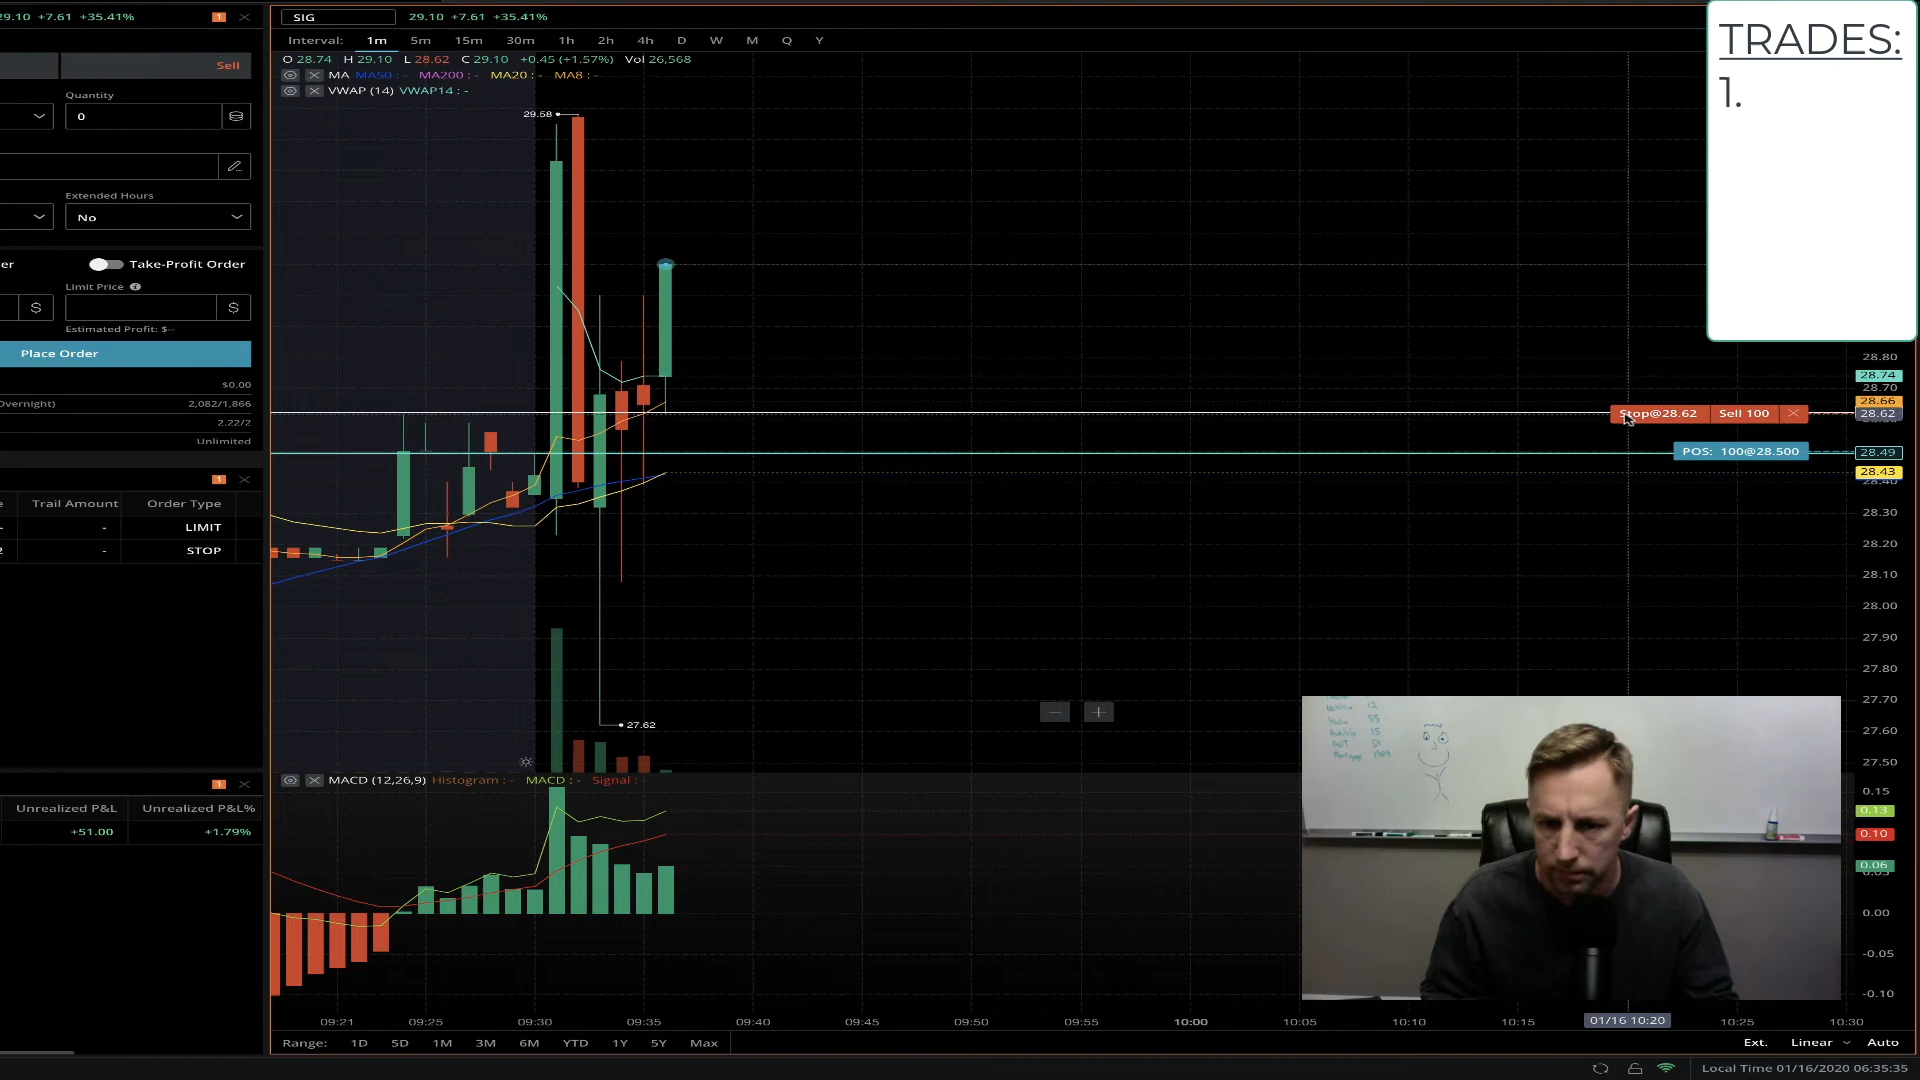 29.10 +7.61 +35.41%
Sell
Quantity
0
Extended Hours
No
er
Take-Profit Order
Limit Price
$
$
Estimated Profit: $--
Place Order
$0.00
Overnight) 2,082/1,866
2.22/2
Unlimited
e Trail Amount Order Type
- - LIMIT
2 - STOP
Unrealized P&L Unrealized P&L%
+51.00 +1.79%
SIG 29.10 +7.61 +35.41%
Interval: 1m 5m 15m 30m 1h 2h 4h D W M Q Y
O 28.74 H 29.10 L 28.62 C 29.10 +0.45 (+1.57%) Vol 26,568
MA MA50 : - MA200 : - MA20 : - MA8 : -
VWAP (14) VWAP14 : -
29.58
27.62
Stop@28.62 Sell 100
POS: 100@28.500
28.80
28.74
28.70
28.66
28.62
28.49
28.43
28.40
28.30
28.20
28.10
28.00
27.90
27.80
27.70
27.60
27.50
MACD (12,26,9) Histogram : - MACD : - Signal : -
0.15
0.13
0.10
0.06
0.00
-0.05
-0.10
09:21 09:25 09:30 09:35 09:40 09:45 09:50 09:55 10:00 10:05 10:10 10:15 01/16 10:20 10:25 10:30
Range: 1D 5D 1M 3M 6M YTD 1Y 5Y Max
Ext. Linear Auto
Local Time 01/16/2020 06:35:35
TRADES:
1.